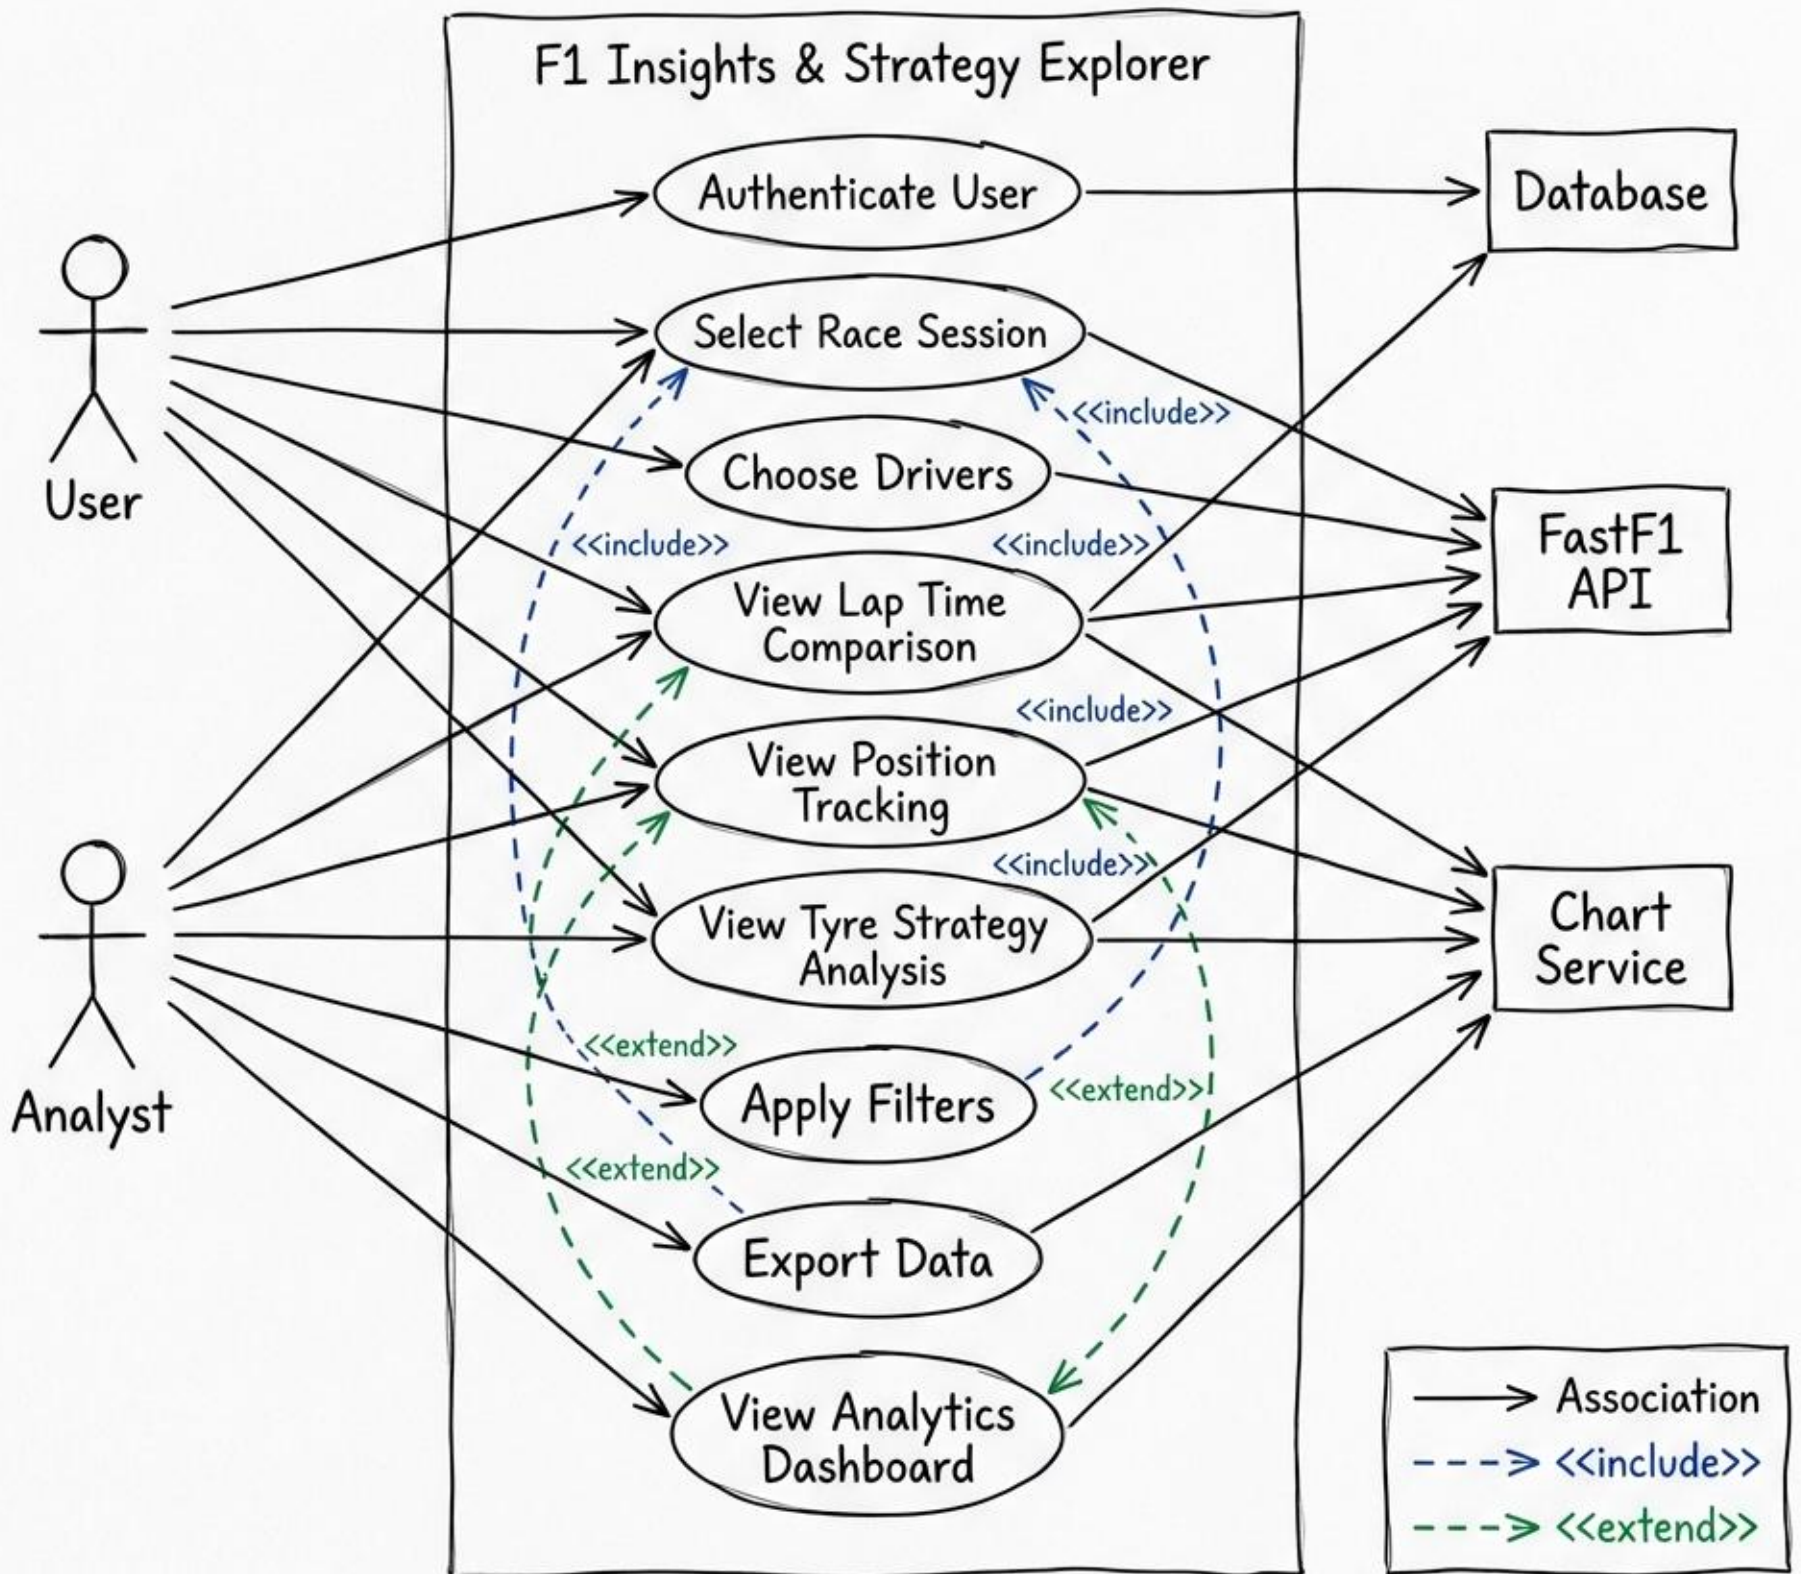 F1 Insights & Strategy Explorer
Authenticate User
Database
Select Race Session
<<include>>
Choose Drivers
User
FastF1
API
<<include>>
<<include>>
View Lap Time
Comparison
<<include>>
View Position
Tracking
<<include>>
View Tyre Strategy
Analysis
Chart
Service
<<extend>>
Analyst
Apply Filters
<<extend>>
<<extend>>
Export Data
View Analytics
Dashboard
Association
<<include>>
<<extend>>